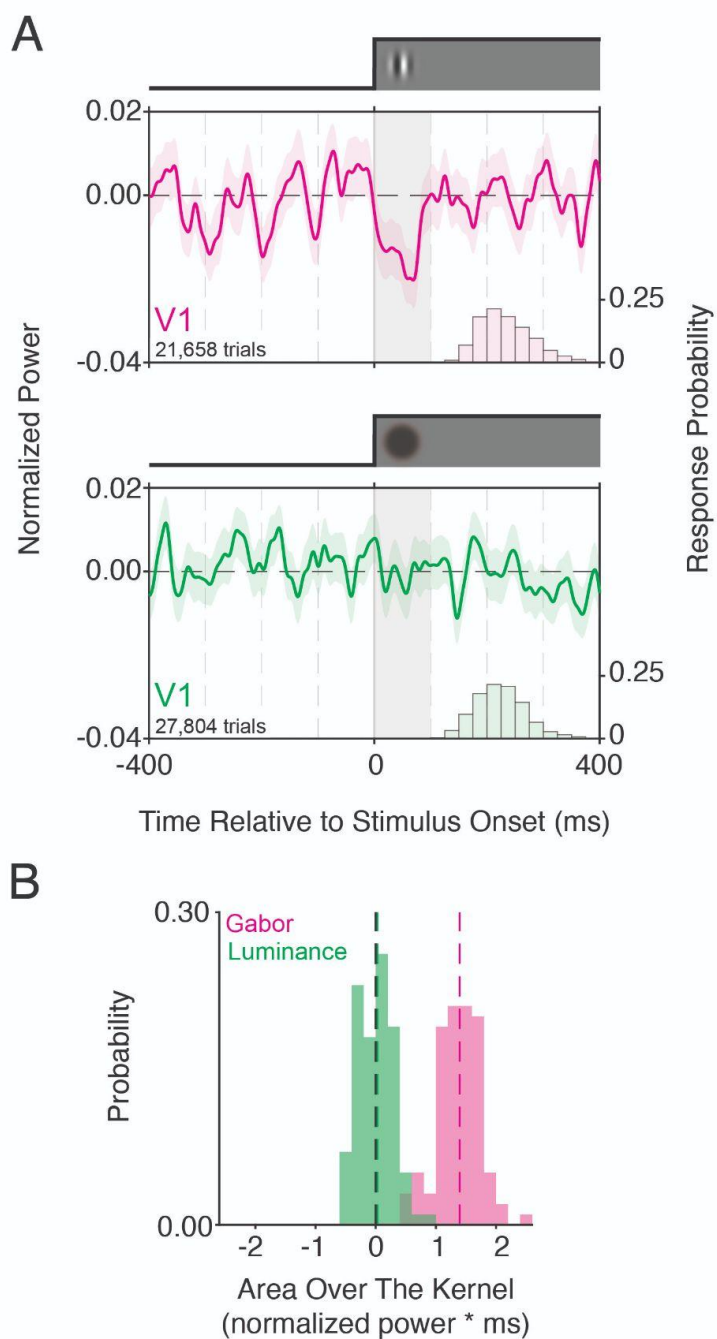 A
0.02
0.00
V1
21,658 trials
-0.04
0.25
0
Normalized Power
Response Probability
0.02
0.00
V1
27,804 trials
-0.04
0.25
0
-400
0
400
Time Relative to Stimulus Onset (ms)
B
0.30
Gabor
Luminance
Probability
0.00
-2
-1
0
1
2
Area Over The Kernel
(normalized power * ms)